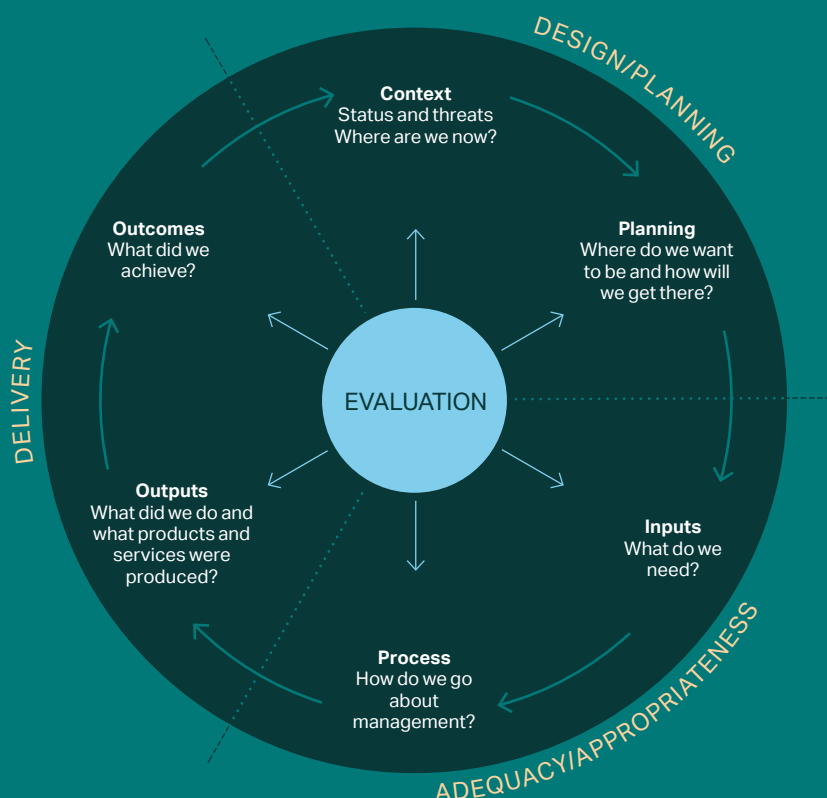 DESIGN/PLANNING
Context
Status and threats
Where are we now?
Planning
Where do we want
to be and how will
we get there?
Inputs
What do we
need?
ADEQUACY/APPROPRIATENESS
Process
How do we go
about
management?
Outputs
What did we do and
what products and
services were
produced?
DELIVERY
Outcomes
What did we
achieve?
EVALUATION